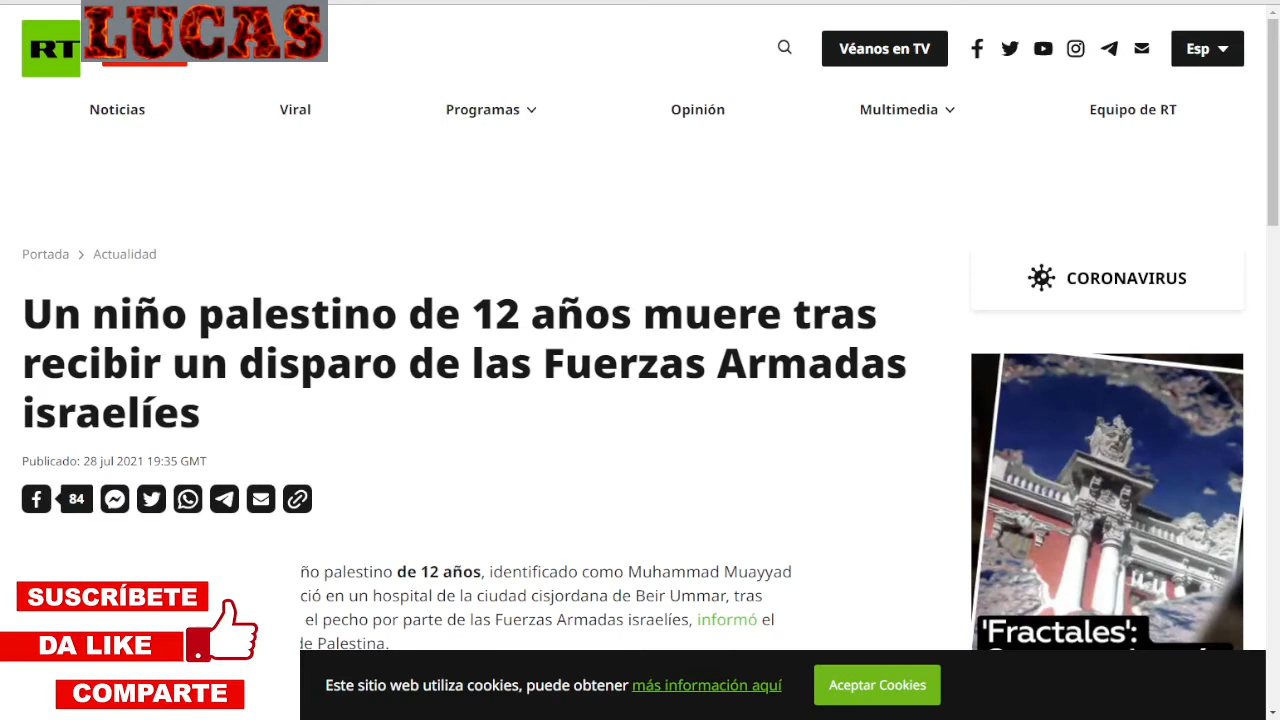 RT
LUCAS
Véanos en TV
Esp
Noticias
Viral
Programas
Opinión
Multimedia
Equipo de RT
Portada
Actualidad
Un niño palestino de 12 años muere tras
recibir un disparo de las Fuerzas Armadas
israelíes
Publicado: 28 jul 2021 19:35 GMT
84
ño palestino de 12 años, identificado como Muhammad Muayyad
ció en un hospital de la ciudad cisjordana de Beir Ummar, tras
el pecho por parte de las Fuerzas Armadas israelíes, informó el
de Palestina.
CORONAVIRUS
'Fractales':
SUSCRÍBETE
DA LIKE
COMPARTE
Este sitio web utiliza cookies, puede obtener más información aquí
Aceptar Cookies